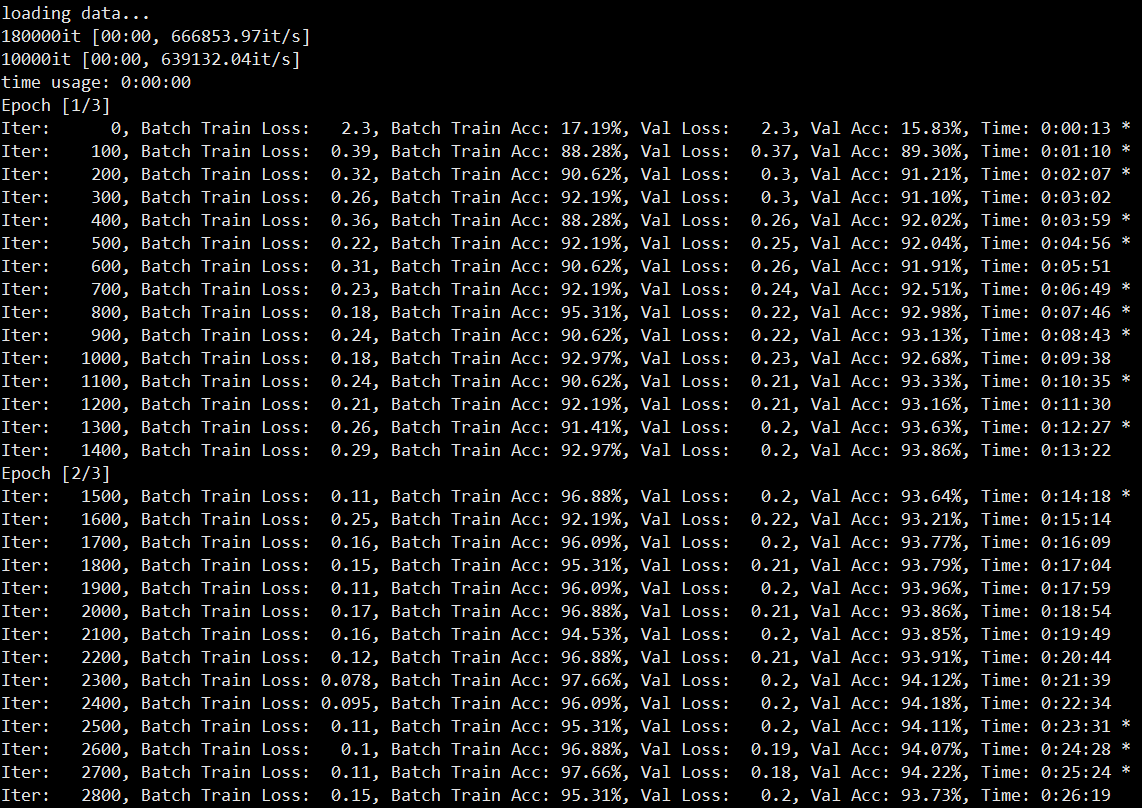 loading data...
180000it [00:00, 666853.97it/s]
10000it [00:00, 639132.04it/s]
time usage: 0:00:00
Epoch [1/3]
Iter:      0, Batch Train Loss:   2.3, Batch Train Acc: 17.19%, Val Loss:   2.3, Val Acc: 15.83%, Time: 0:00:13 *
Iter:    100, Batch Train Loss:  0.39, Batch Train Acc: 88.28%, Val Loss:  0.37, Val Acc: 89.30%, Time: 0:01:10 *
Iter:    200, Batch Train Loss:  0.32, Batch Train Acc: 90.62%, Val Loss:   0.3, Val Acc: 91.21%, Time: 0:02:07 *
Iter:    300, Batch Train Loss:  0.26, Batch Train Acc: 92.19%, Val Loss:   0.3, Val Acc: 91.10%, Time: 0:03:02
Iter:    400, Batch Train Loss:  0.36, Batch Train Acc: 88.28%, Val Loss:  0.26, Val Acc: 92.02%, Time: 0:03:59 *
Iter:    500, Batch Train Loss:  0.22, Batch Train Acc: 92.19%, Val Loss:  0.25, Val Acc: 92.04%, Time: 0:04:56 *
Iter:    600, Batch Train Loss:  0.31, Batch Train Acc: 90.62%, Val Loss:  0.26, Val Acc: 91.91%, Time: 0:05:51
Iter:    700, Batch Train Loss:  0.23, Batch Train Acc: 92.19%, Val Loss:  0.24, Val Acc: 92.51%, Time: 0:06:49 *
Iter:    800, Batch Train Loss:  0.18, Batch Train Acc: 95.31%, Val Loss:  0.22, Val Acc: 92.98%, Time: 0:07:46 *
Iter:    900, Batch Train Loss:  0.24, Batch Train Acc: 90.62%, Val Loss:  0.22, Val Acc: 93.13%, Time: 0:08:43 *
Iter:   1000, Batch Train Loss:  0.18, Batch Train Acc: 92.97%, Val Loss:  0.23, Val Acc: 92.68%, Time: 0:09:38
Iter:   1100, Batch Train Loss:  0.24, Batch Train Acc: 90.62%, Val Loss:  0.21, Val Acc: 93.33%, Time: 0:10:35 *
Iter:   1200, Batch Train Loss:  0.21, Batch Train Acc: 92.19%, Val Loss:  0.21, Val Acc: 93.16%, Time: 0:11:30
Iter:   1300, Batch Train Loss:  0.26, Batch Train Acc: 91.41%, Val Loss:   0.2, Val Acc: 93.63%, Time: 0:12:27 *
Iter:   1400, Batch Train Loss:  0.29, Batch Train Acc: 92.97%, Val Loss:   0.2, Val Acc: 93.86%, Time: 0:13:22
Epoch [2/3]
Iter:   1500, Batch Train Loss:  0.11, Batch Train Acc: 96.88%, Val Loss:   0.2, Val Acc: 93.64%, Time: 0:14:18 *
Iter:   1600, Batch Train Loss:  0.25, Batch Train Acc: 92.19%, Val Loss:  0.22, Val Acc: 93.21%, Time: 0:15:14
Iter:   1700, Batch Train Loss:  0.16, Batch Train Acc: 96.09%, Val Loss:   0.2, Val Acc: 93.77%, Time: 0:16:09
Iter:   1800, Batch Train Loss:  0.15, Batch Train Acc: 95.31%, Val Loss:  0.21, Val Acc: 93.79%, Time: 0:17:04
Iter:   1900, Batch Train Loss:  0.11, Batch Train Acc: 96.09%, Val Loss:   0.2, Val Acc: 93.96%, Time: 0:17:59
Iter:   2000, Batch Train Loss:  0.17, Batch Train Acc: 96.88%, Val Loss:  0.21, Val Acc: 93.86%, Time: 0:18:54
Iter:   2100, Batch Train Loss:  0.16, Batch Train Acc: 94.53%, Val Loss:   0.2, Val Acc: 93.85%, Time: 0:19:49
Iter:   2200, Batch Train Loss:  0.12, Batch Train Acc: 96.88%, Val Loss:  0.21, Val Acc: 93.91%, Time: 0:20:44
Iter:   2300, Batch Train Loss: 0.078, Batch Train Acc: 97.66%, Val Loss:   0.2, Val Acc: 94.12%, Time: 0:21:39
Iter:   2400, Batch Train Loss: 0.095, Batch Train Acc: 96.09%, Val Loss:   0.2, Val Acc: 94.18%, Time: 0:22:34
Iter:   2500, Batch Train Loss:  0.11, Batch Train Acc: 95.31%, Val Loss:   0.2, Val Acc: 94.11%, Time: 0:23:31 *
Iter:   2600, Batch Train Loss:   0.1, Batch Train Acc: 96.88%, Val Loss:  0.19, Val Acc: 94.07%, Time: 0:24:28 *
Iter:   2700, Batch Train Loss:  0.11, Batch Train Acc: 97.66%, Val Loss:  0.18, Val Acc: 94.22%, Time: 0:25:24 *
Iter:   2800, Batch Train Loss:  0.15, Batch Train Acc: 95.31%, Val Loss:   0.2, Val Acc: 93.73%, Time: 0:26:19